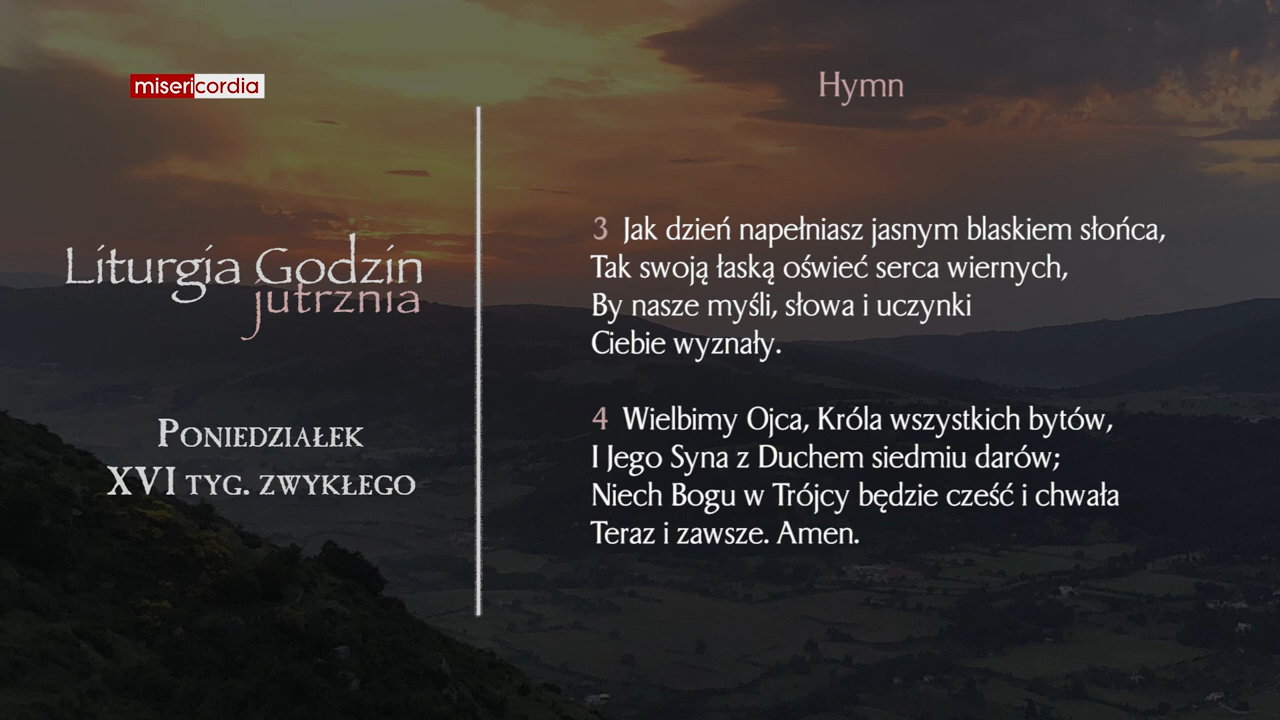 misericordia
Liturgia Godzin
jutrznia
Poniedziałek
XVI tyg. zwykłego
Hymn
3 Jak dzień napełniasz jasnym blaskiem słońca,
Tak swoją łaską oświeć serca wiernych,
By nasze myśli, słowa i uczynki
Ciebie wyznały.
4 Wielbimy Ojca, Króla wszystkich bytów,
I Jego Syna z Duchem siedmiu darów;
Niech Bogu w Trójcy będzie cześć i chwała
Teraz i zawsze. Amen.